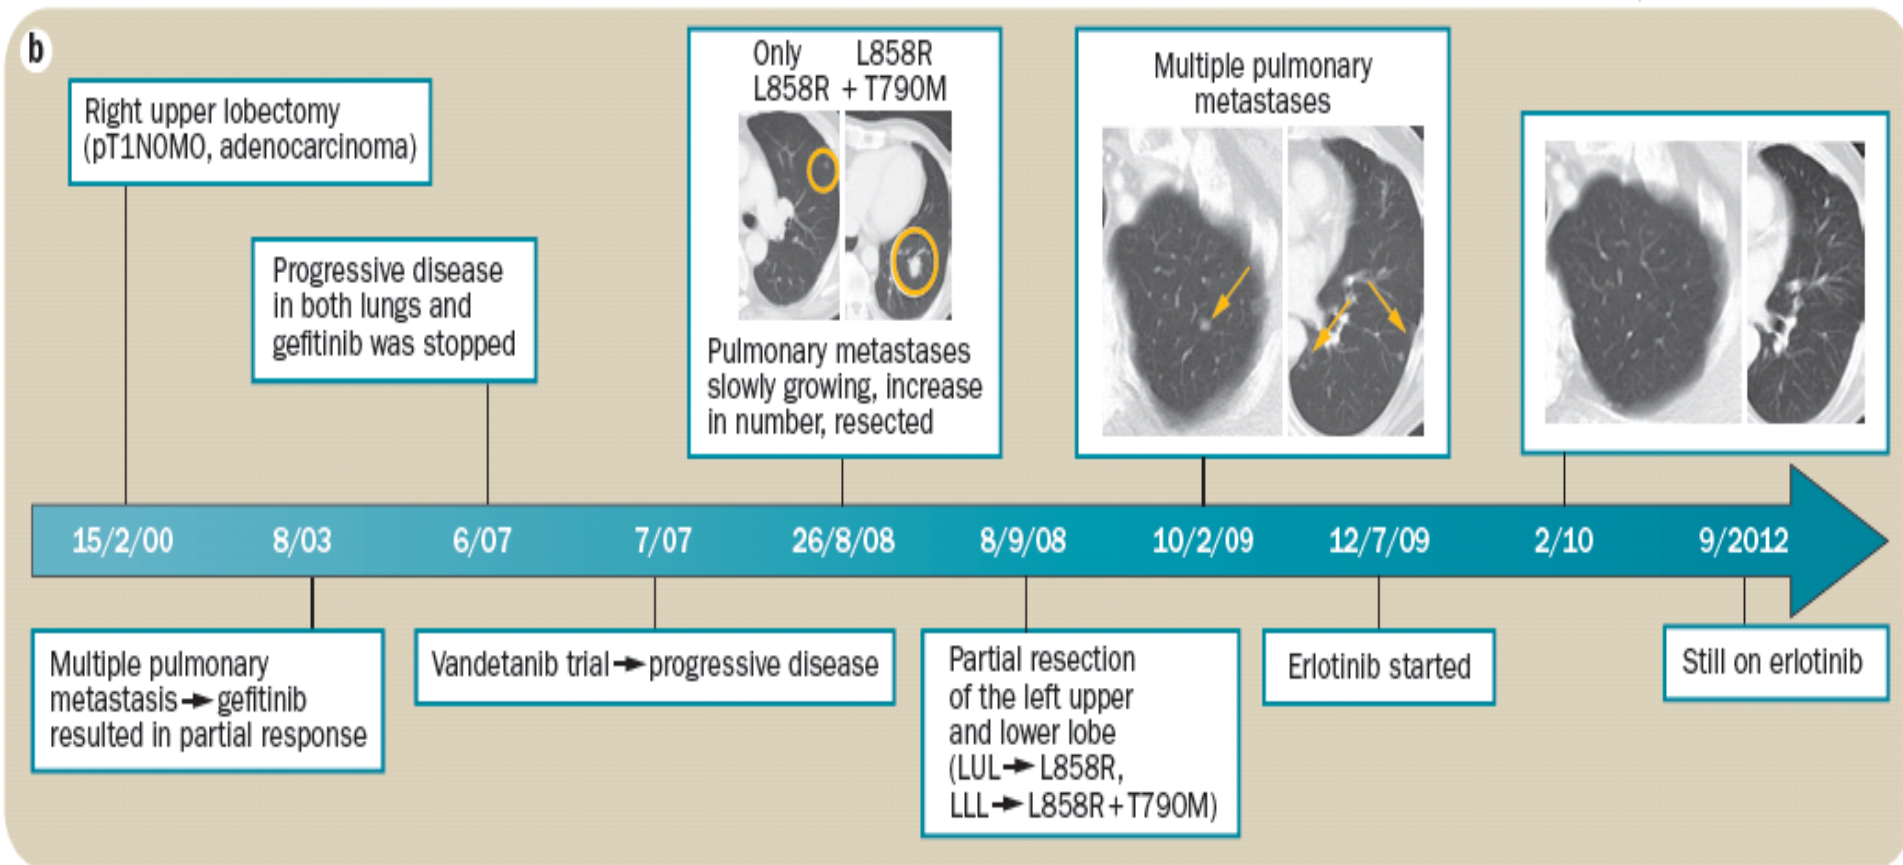 b
Right upper lobectomy
(pT1N0M0, adenocarcinoma)
Progressive disease
in both lungs and
gefitinib was stopped
Only L858R
L858R + T790M
Pulmonary metastases
slowly growing, increase
in number, resected
Multiple pulmonary
metastases
15/2/00 8/03 6/07 7/07 26/8/08 8/9/08 10/2/09 12/7/09 2/10 9/2012
Multiple pulmonary
metastasis→gefitinib
resulted in partial response
Vandetanib trial→progressive disease
Partial resection
of the left upper
and lower lobe
(LUL→L858R,
LLL→L858R+T790M)
Erlotinib started
Still on erlotinib